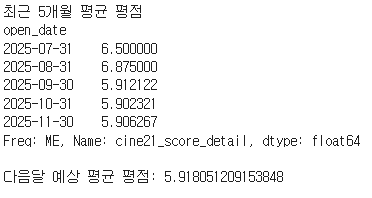 최근 5개월 평균 평점
open_date
2025-07-31    6.500000
2025-08-31    6.875000
2025-09-30    5.912122
2025-10-31    5.902321
2025-11-30    5.906267
Freq: ME, Name: cine21_score_detail, dtype: float64
다음달 예상 평균 평점: 5.918051209153848